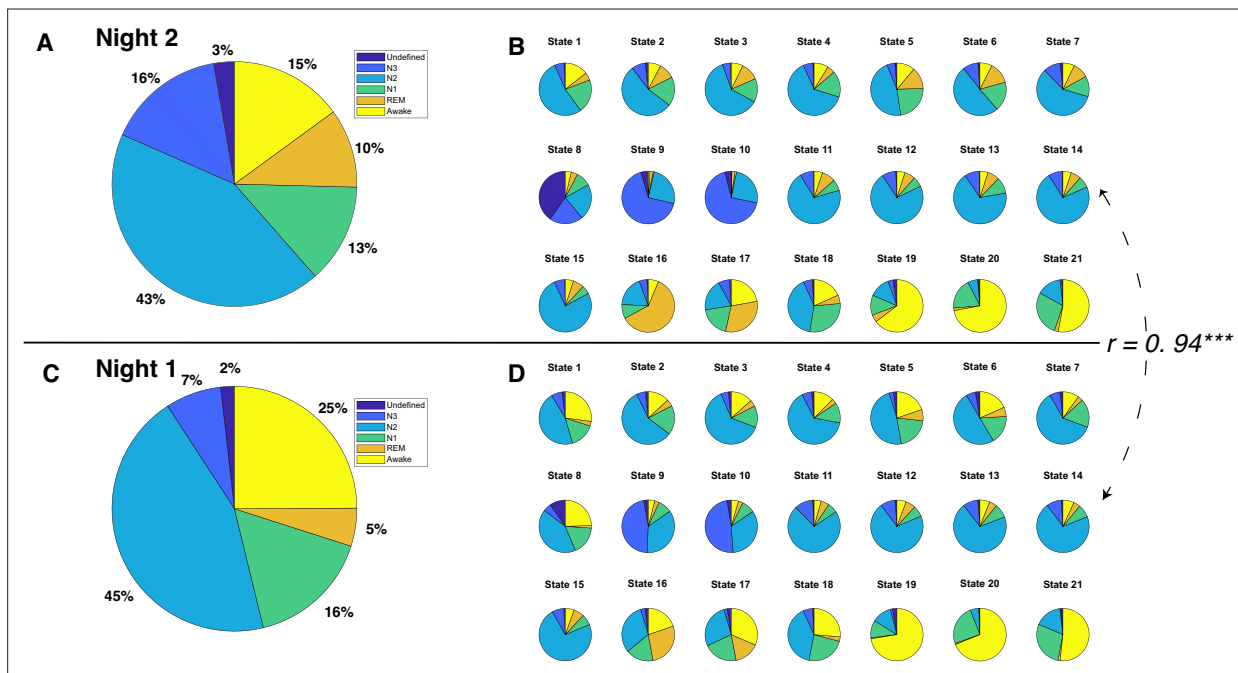 A
Night 2
3%
15%
16%
10%
13%
43%
Undefined
N3
N2
N1
REM
Awake
B
State 1 State 2 State 3 State 4 State 5 State 6 State 7
State 8 State 9 State 10 State 11 State 12 State 13 State 14
State 15 State 16 State 17 State 18 State 19 State 20 State 21
r = 0. 94***
C
Night 1
2%
7%
25%
5%
45%
16%
Undefined
N3
N2
N1
REM
Awake
D
State 1 State 2 State 3 State 4 State 5 State 6 State 7
State 8 State 9 State 10 State 11 State 12 State 13 State 14
State 15 State 16 State 17 State 18 State 19 State 20 State 21